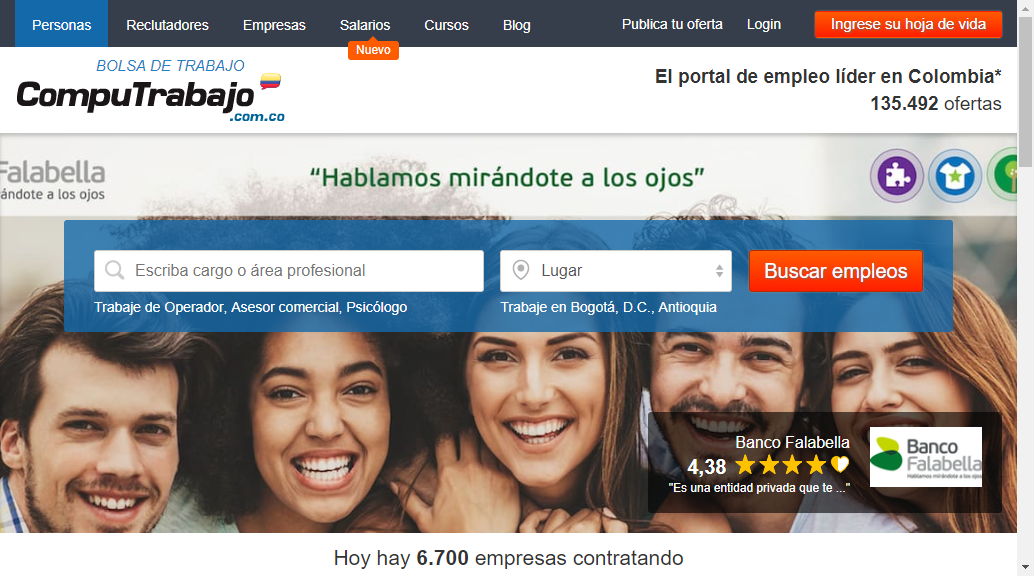 Personas Reclutadores Empresas Salarios Cursos Blog Publica tu oferta Login Ingrese su hoja de vida
Nuevo
BOLSA DE TRABAJO
CompuTrabajo
.com.co
El portal de empleo líder en Colombia*
135.492 ofertas
Falabella
rándote a los ojos
“Hablamos mirándote a los ojos”
Escriba cargo o área profesional
Lugar
Buscar empleos
Trabaje de Operador, Asesor comercial, Psicólogo
Trabaje en Bogotá, D.C., Antioquia
Banco Falabella
4,38
"Es una entidad privada que te ..."
Banco
Falabella
Hablamos mirándote a los ojos
Hoy hay 6.700 empresas contratando